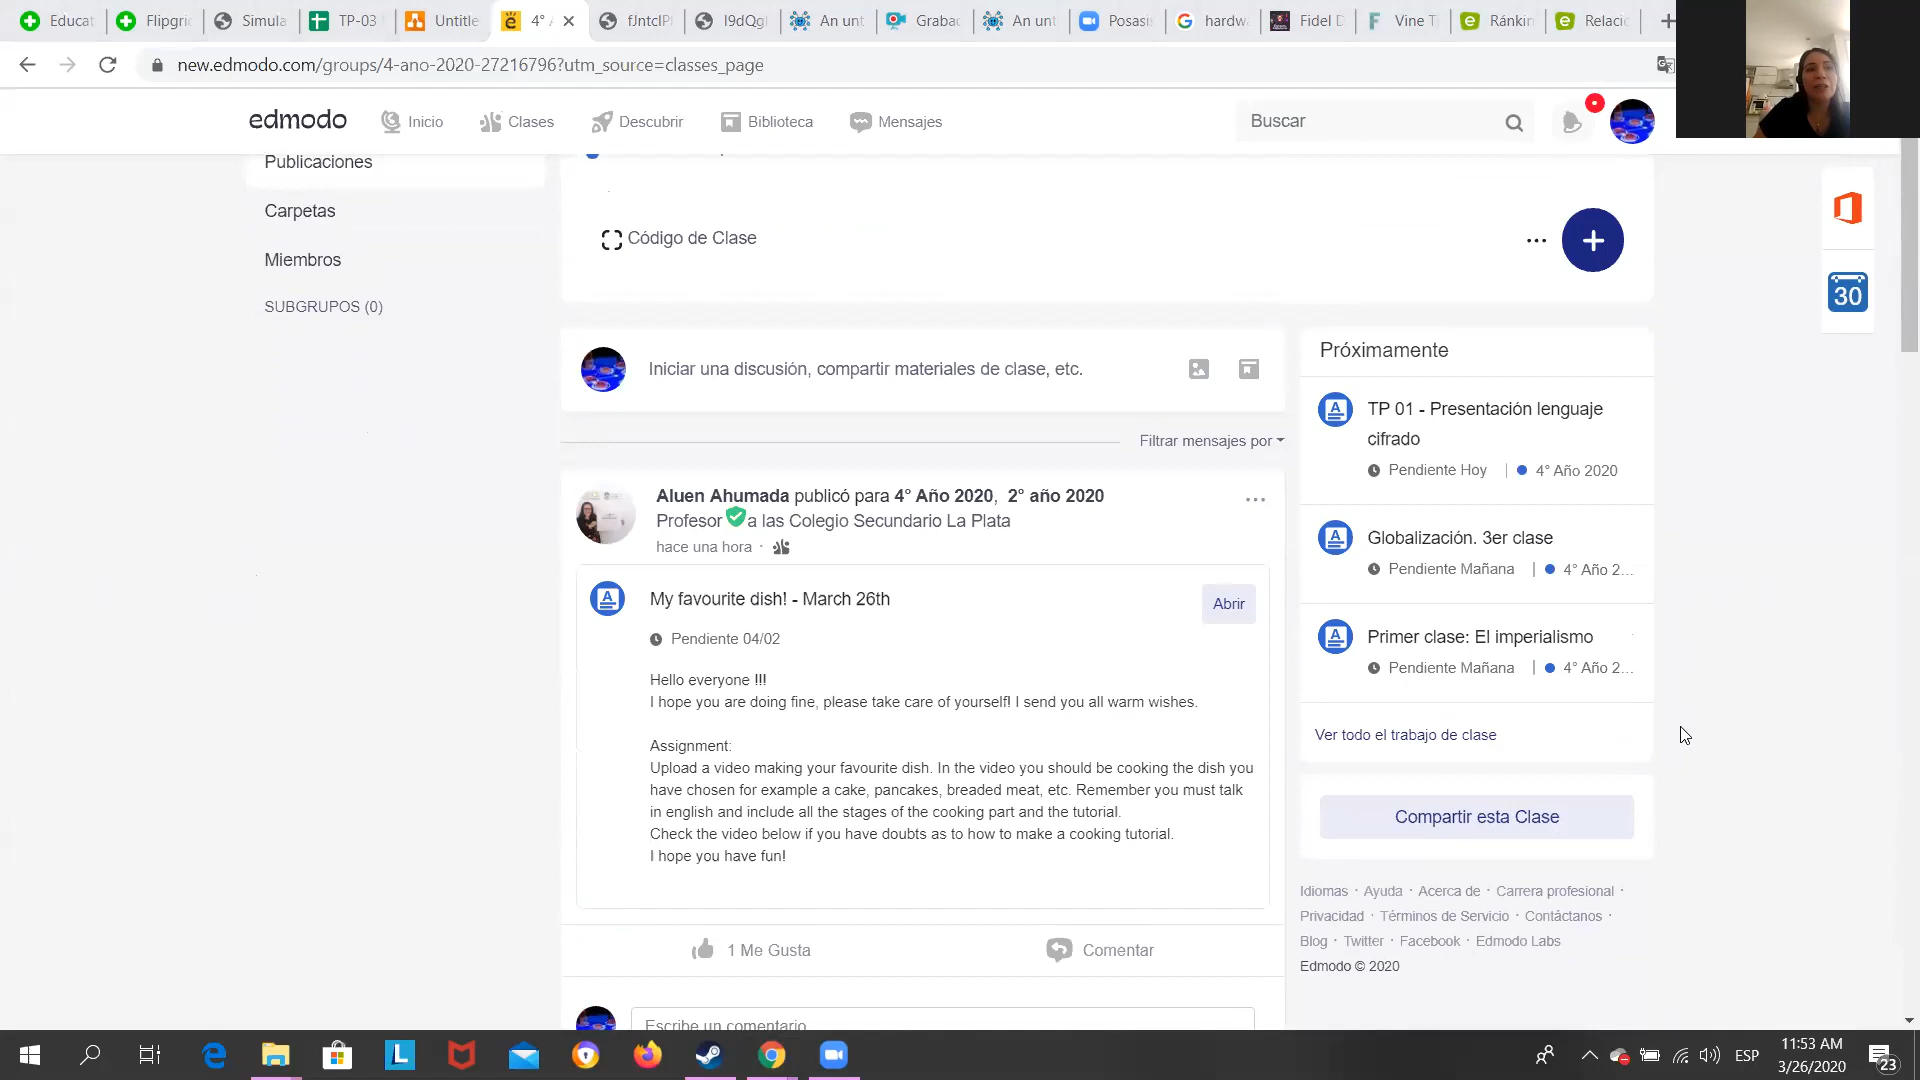 Educat
Flipgri
Simula
TP-03
Untitle
4° A
fJntclP
I9dQg
An unt
Grabac
An unt
Posasi
hardwa
Fidel D
Vine T
Ránkin
Relaci
new.edmodo.com/groups/4-ano-2020-27216796?utm_source=classes_page
edmodo
Inicio
Clases
Descubrir
Biblioteca
Mensajes
Buscar
Publicaciones
Carpetas
Miembros
SUBGRUPOS (0)
Código de Clase
30
Iniciar una discusión, compartir materiales de clase, etc.
Filtrar mensajes por
Aluen Ahumada publicó para 4° Año 2020, 2° año 2020
Profesor a las Colegio Secundario La Plata
hace una hora ·
My favourite dish! - March 26th
Abrir
Pendiente 04/02
Hello everyone !!!
I hope you are doing fine, please take care of yourself! I send you all warm wishes.
Assignment:
Upload a video making your favourite dish. In the video you should be cooking the dish you
have chosen for example a cake, pancakes, breaded meat, etc. Remember you must talk
in english and include all the stages of the cooking part and the tutorial.
Check the video below if you have doubts as to how to make a cooking tutorial.
I hope you have fun!
1 Me Gusta
Comentar
Escribe un comentario
Próximamente
TP 01 - Presentación lenguaje
cifrado
Pendiente Hoy | 4° Año 2020
Globalización. 3er clase
Pendiente Mañana | 4° Año 2...
Primer clase: El imperialismo
Pendiente Mañana | 4° Año 2...
Ver todo el trabajo de clase
Compartir esta Clase
Idiomas · Ayuda · Acerca de · Carrera profesional ·
Privacidad · Términos de Servicio · Contáctanos ·
Blog · Twitter · Facebook · Edmodo Labs
Edmodo © 2020
ESP
11:53 AM
3/26/2020
23